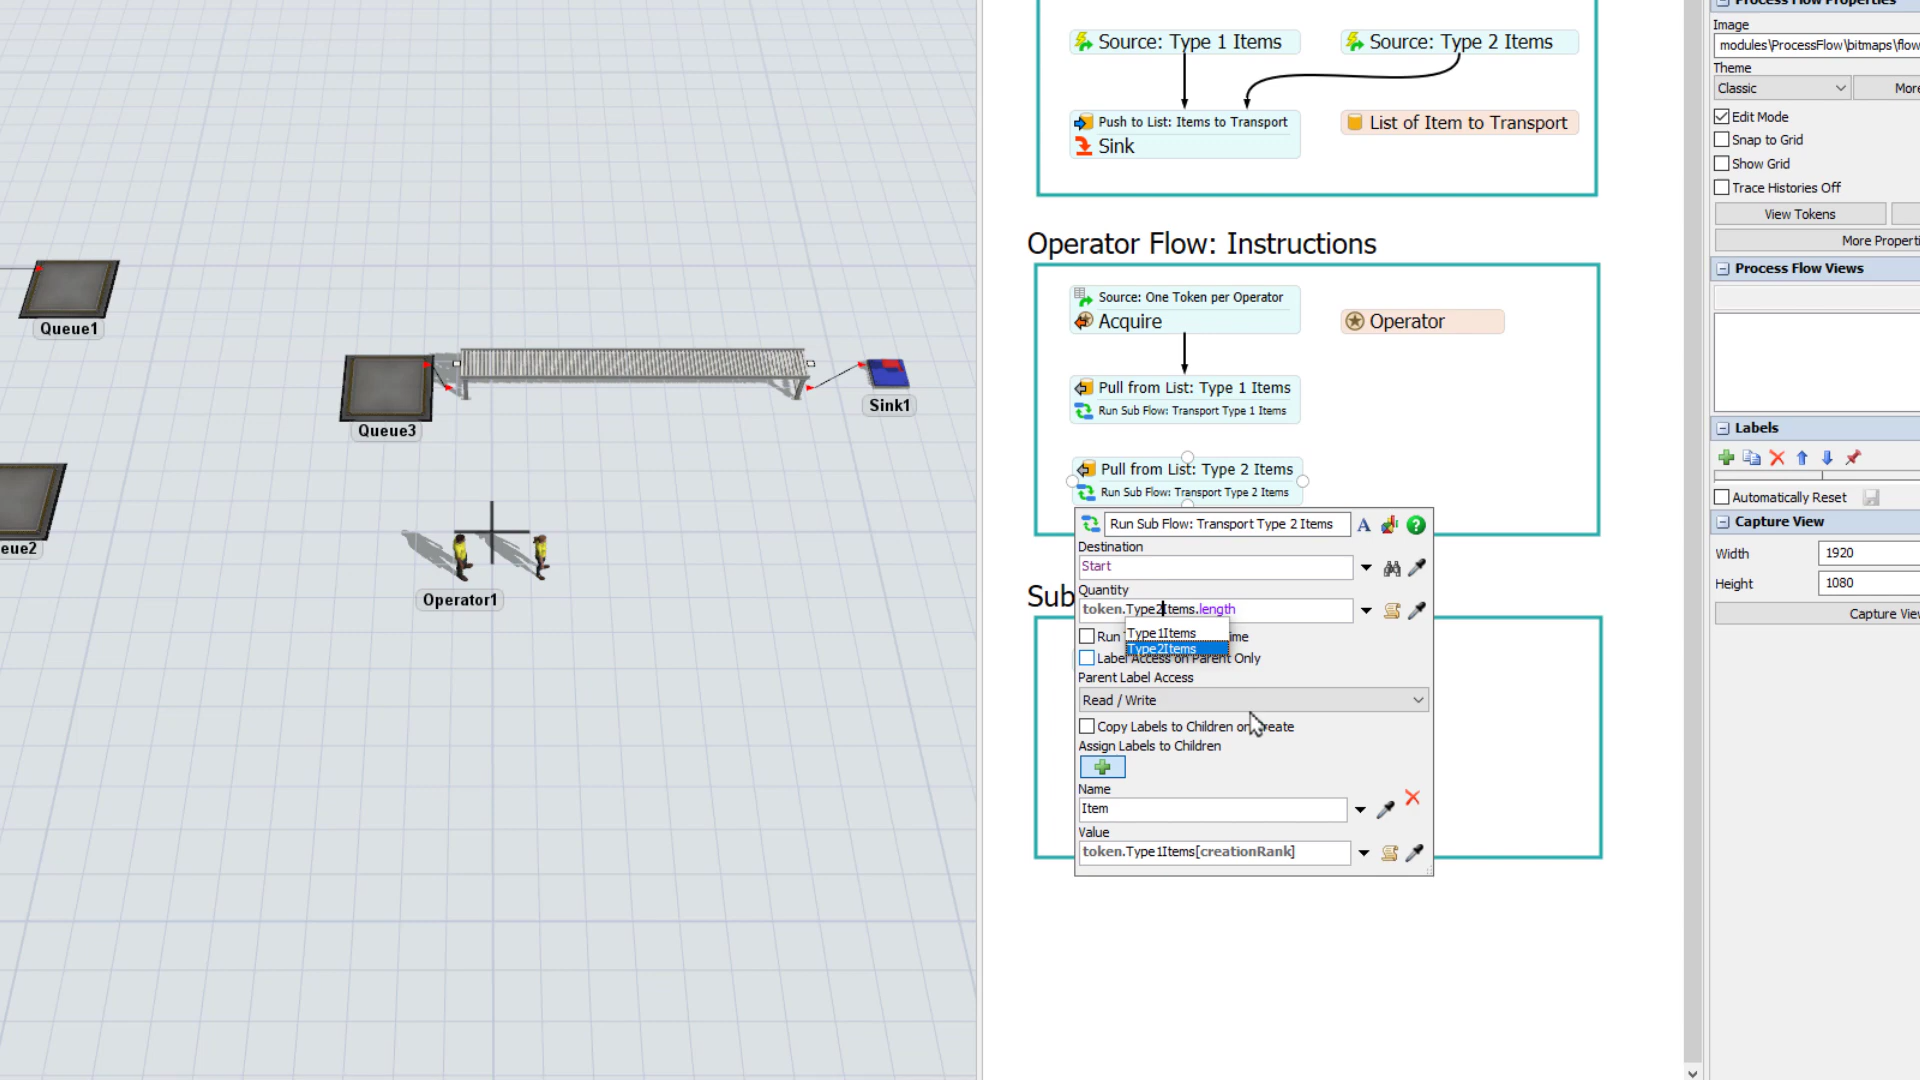 Source: Type 1 Items
Source: Type 2 Items
Push to List: Items to Transport
Sink
List of Item to Transport
Operator Flow: Instructions
Source: One Token per Operator
Acquire
Operator
Pull from List: Type 1 Items
Run Sub Flow: Transport Type 1 Items
Pull from List: Type 2 Items
Run Sub Flow: Transport Type 2 Items
Sub
Run Sub Flow: Transport Type 2 Items
Destination
Start
Quantity
token.Type2Items.length
Type1Items
Type2Items
Run
Label Access on Parent Only
Parent Label Access
Read / Write
Copy Labels to Children on Create
Assign Labels to Children
Name
Item
Value
token.Type1Items[creationRank]
Queue1
Queue3
Sink1
eue2
Operator1
Process Flow Properties
Image
modules\ProcessFlow\bitmaps\flow
Theme
Classic
More
Edit Mode
Snap to Grid
Show Grid
Trace Histories Off
View Tokens
More Properti
Process Flow Views
Labels
Automatically Reset
Capture View
Width
1920
Height
1080
Capture View